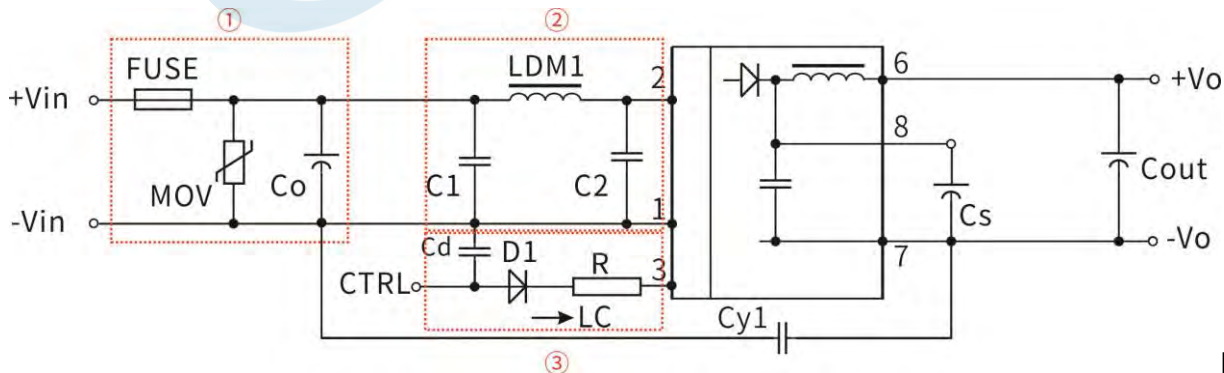 ① ②
FUSE LDM1
2 6
+Vin +Vo
8
MOV Co C1 C2 Cout
1 Cs
-Vin -Vo
Cd D1 R 3 7
CTRL
LC Cy1
③